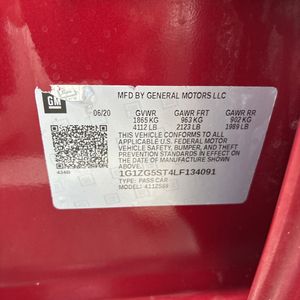 MFD BY GENERAL MOTORS LLC
GM
06/20 GVWR GAWR FRT GAWR RR
1865 KG 963 KG 902 KG
4112 LB 2123 LB 1989 LB
THIS VEHICLE CONFORMS TO ALL
APPLICABLE U.S. FEDERAL MOTOR
VEHICLE SAFETY, BUMPER, AND THEFT
PREVENTION STANDARDS IN EFFECT ON THE
DATE OF MANUFACTURE SHOWN ABOVE.
1G1ZG5ST4LF134091
TYPE: PASS CAR
MODEL: